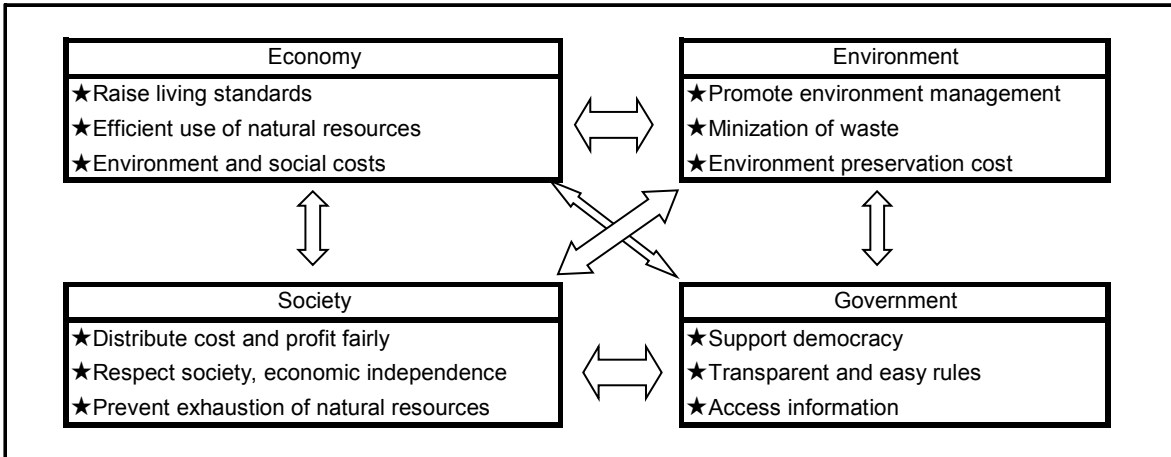 Economy
★Raise living standards
★Efficient use of natural resources
★Environment and social costs
Environment
★Promote environment management
★Minization of waste
★Environment preservation cost
Society
★Distribute cost and profit fairly
★Respect society, economic independence
★Prevent exhaustion of natural resources
Government
★Support democracy
★Transparent and easy rules
★Access information